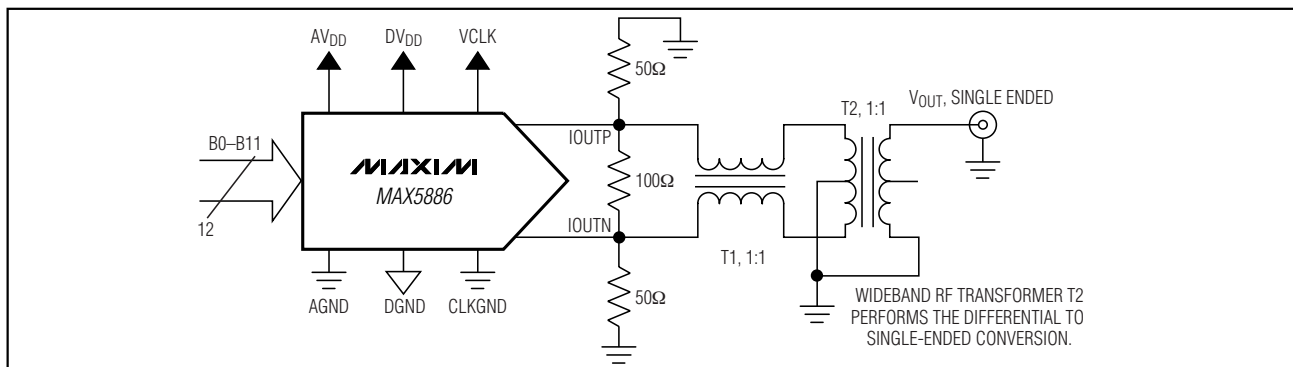 AVDD DVDD VCLK
50Ω
VOUT, SINGLE ENDED
T2, 1:1
B0–B11
IOUTP
MAXIM
MAX5886
100Ω
12
IOUTN
T1, 1:1
50Ω
AGND DGND CLKGND
WIDEBAND RF TRANSFORMER T2
PERFORMS THE DIFFERENTIAL TO
SINGLE-ENDED CONVERSION.